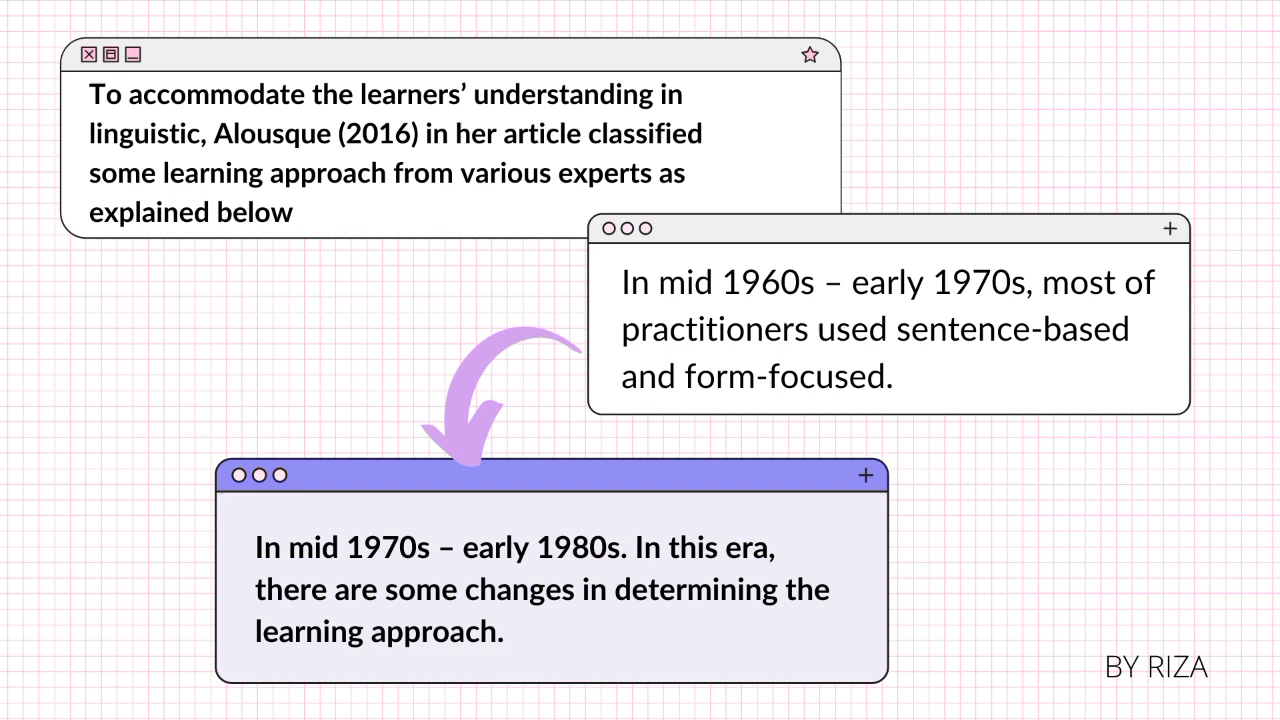 To accommodate the learners’ understanding in
linguistic, Alousque (2016) in her article classified
some learning approach from various experts as
explained below
In mid 1960s – early 1970s, most of
practitioners used sentence-based
and form-focused.
In mid 1970s – early 1980s. In this era,
there are some changes in determining the
learning approach.
BY RIZA